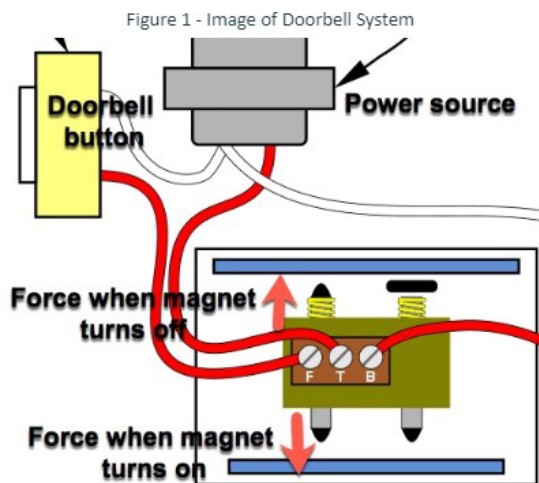 Figure 1 - Image of Doorbell System
Doorbell
button
Power source
Force when magnet
turns off
F T B
Force when magnet
turns on